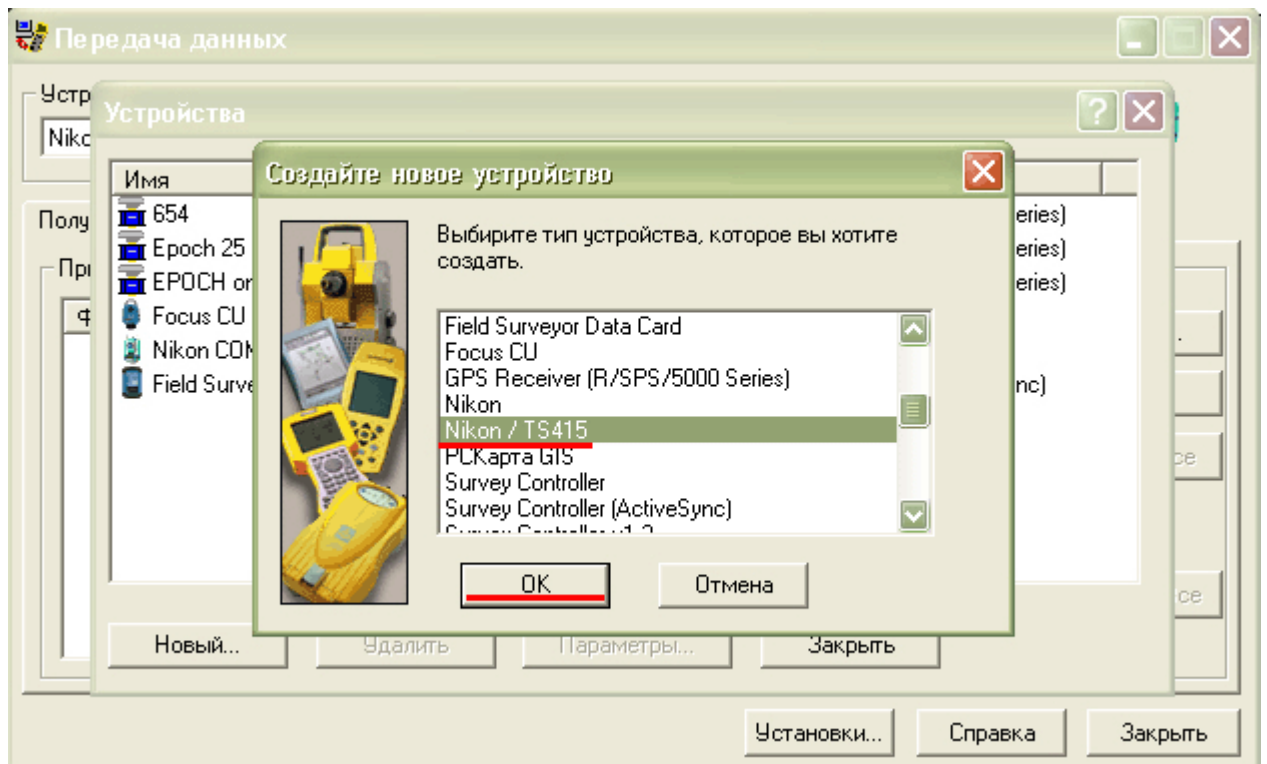 Передача данных
Устр
Nikc
Устройства
Полу
Имя
654
eries)
Epoch 25
eries)
EPOCH or
eries)
Focus CU
Nikon COM
Field Surve
nc)
Создайте новое устройство
Выбирите тип устройства, которое вы хотите
создать.
Field Surveyor Data Card
Focus CU
GPS Receiver (R/SPS/5000 Series)
Nikon
Nikon / TS415
PCКарта GIS
Survey Controller
Survey Controller (ActiveSync)
OK
Отмена
Новый...
Удалить
Параметры...
Закрыть
Установки...
Справка
Закрыть